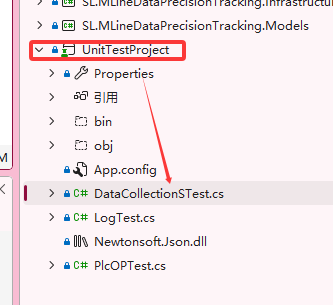 SL.MLineDataPrecisionTracking.Infrastructur
C# SL.MLineDataPrecisionTracking.Models
UnitTestProject
Properties
引用
bin
obj
App.config
C# DataCollectionSTest.cs
C# LogTest.cs
Newtonsoft.Json.dll
C# PlcOPTest.cs
M